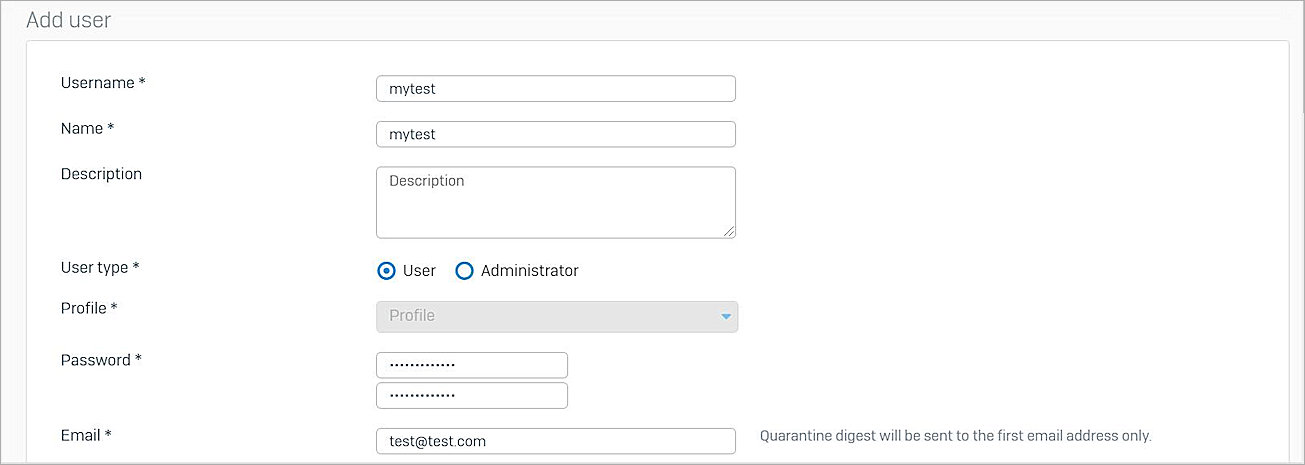 Add user
Username *
mytest
Name *
mytest
Description
Description
User type *
User
Administrator
Profile *
Profile
Password *
•••••••••••••
•••••••••••••
Email *
test@test.com
Quarantine digest will be sent to the first email address only.